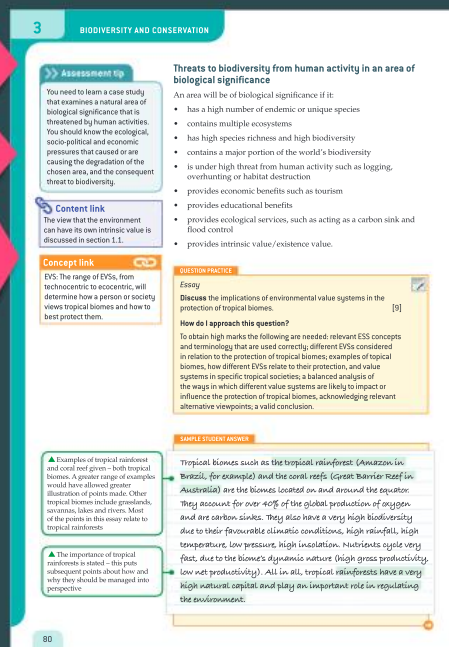 3
BIODIVERSITY AND CONSERVATION
Assessment tip
You need to learn a case study
that examines a natural area of
biological significance that is
threatened by human activities.
You should know the ecological,
socio-political and economic
pressures that caused or are
causing the degradation of the
chosen area, and the consequent
threat to biodiversity.
Content link
The view that the environment
can have its own intrinsic value is
discussed in section 1.1.
Concept link
EVS: The range of EVSs, from
technocentric to ecocentric, will
determine how a person or society
views tropical biomes and how to
best protect them.
Threats to biodiversity from human activity in an area of
biological significance
An area will be of biological significance if it:
• has a high number of endemic or unique species
• contains multiple ecosystems
• has high species richness and high biodiversity
• contains a major portion of the world's biodiversity
• is under high threat from human activity such as logging,
overhunting or habitat destruction
• provides economic benefits such as tourism
• provides educational benefits
• provides ecological services, such as acting as a carbon sink and
flood control
• provides intrinsic value/existence value.
QUESTION PRACTICE
Essay
Discuss the implications of environmental value systems in the
protection of tropical biomes. [9]
How do I approach this question?
To obtain high marks the following are needed: relevant ESS concepts
and terminology that are used correctly; different EVSs considered
in relation to the protection of tropical biomes; examples of topical
biomes, how different EVSs relate to their protection, and value
systems in specific tropical societies; a balanced analysis of
the ways in which different value systems are likely to impact or
influence the protection of tropical biomes, acknowledging relevant
alternative viewpoints; a valid conclusion.
SAMPLE STUDENT ANSWER
▲ Examples of tropical rainforest
and coral reef given – both tropical
biomes. A greater range of examples
would have allowed greater
illustration of points made. Other
tropical biomes include grasslands,
savannas, lakes and rivers. Most
of the points in this essay relate to
tropical rainforests
▲ The importance of tropical
rainforests is stated – this puts
subsequent points about how and
why they should be managed into
perspective
Tropical biomes such as the tropical rainforest (Amazon in
Brazil, for example) and the coral reefs (Great Barrier Reef in
Australia) are the biomes located on and around the equator.
They account for over 40% of the global production of oxygen
and are carbon sinks. They also have a very high biodiversity
due to their favourable climatic conditions, high rainfall, high
temperature, low pressure, high insolation. Nutrients cycle very
fast, due to the biome's dynamic nature (high gross productivity,
low net productivity). All in all, tropical rainforests have a very
high natural capital and play an important role in regulating
the environment.
80